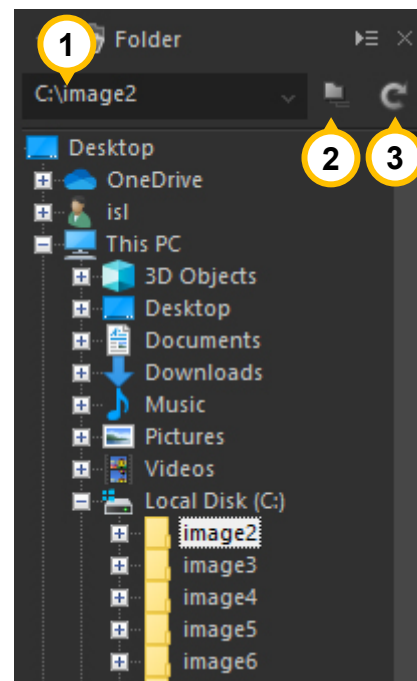 1
Folder
C:\image2
2
3
Desktop
OneDrive
isl
This PC
3D Objects
Desktop
Documents
Downloads
Music
Pictures
Videos
Local Disk (C:)
image2
image3
image4
image5
image6